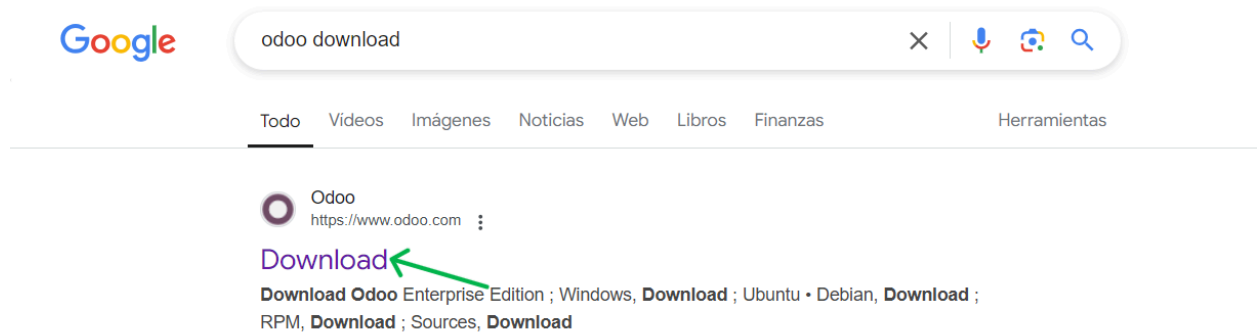 Google
odoo download
Todo Vídeos Imágenes Noticias Web Libros Finanzas Herramientas
Odoo
https://www.odoo.com
Download
Download Odoo Enterprise Edition ; Windows, Download ; Ubuntu • Debian, Download ;
RPM, Download ; Sources, Download